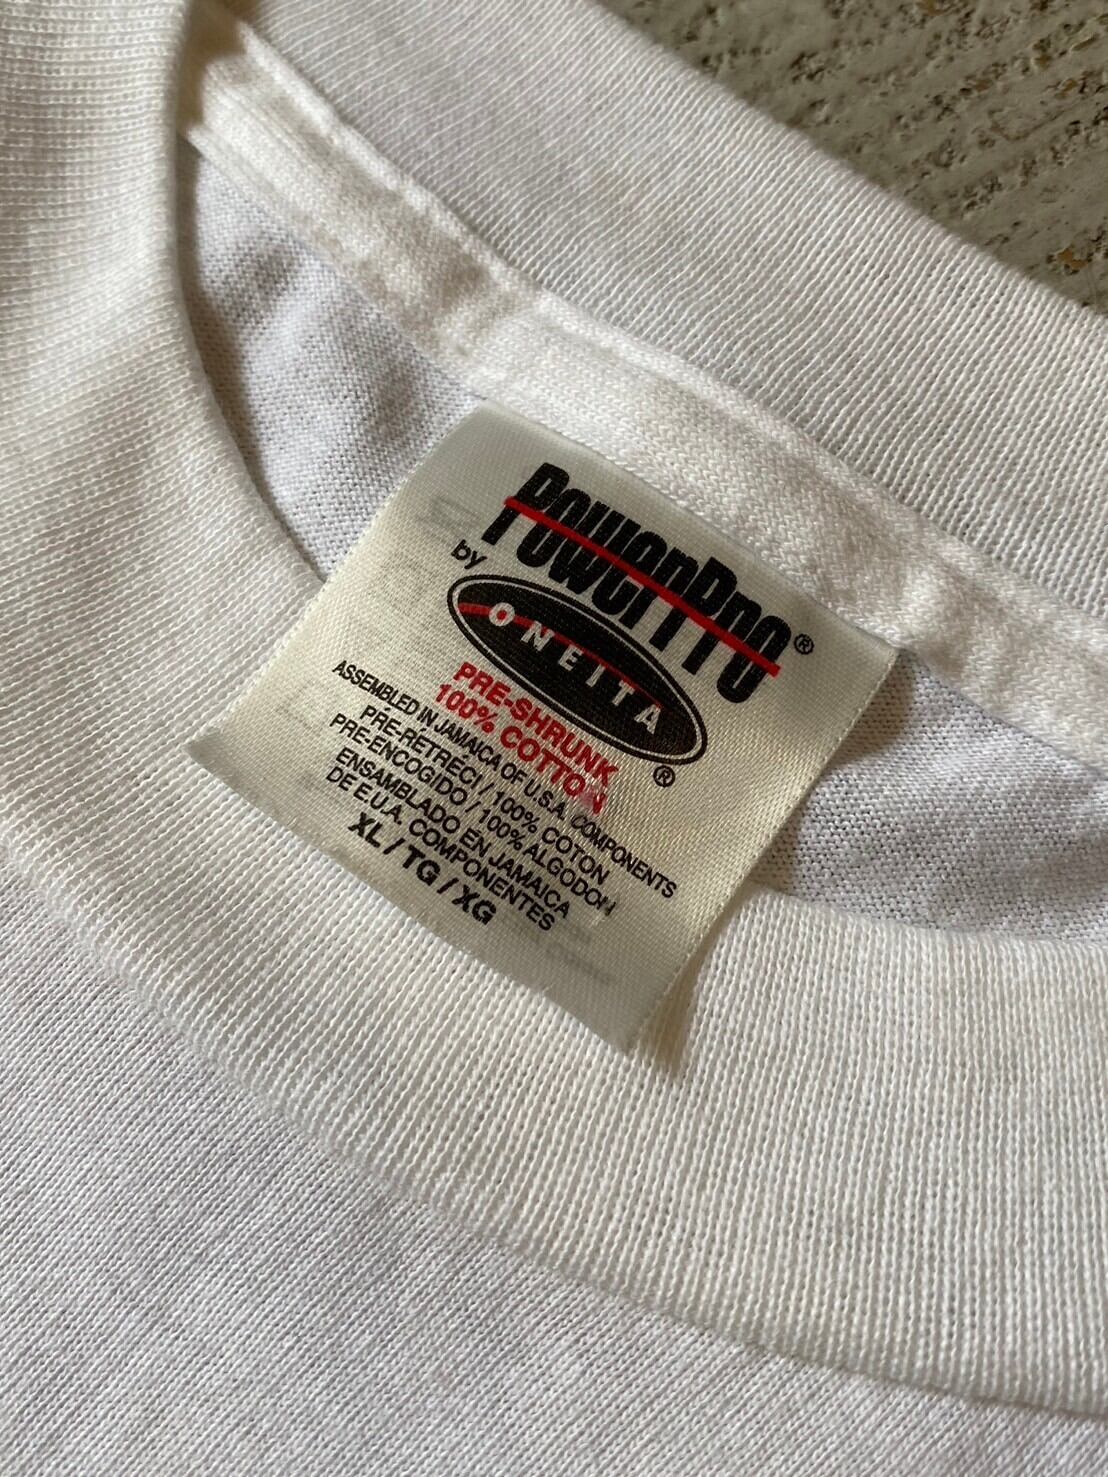 PowerPro®
by
ONEITA®
PRE-SHRUNK
100% COTTON
ASSEMBLED IN JAMAICA OF U.S.A. COMPONENTS
PRÉ-RETRÉCI / 100% COTON
PRE-ENCOGIDO / 100% ALGODON
ENSAMBLADO EN JAMAICA
DE E.U.A. COMPONENTES
XL / TG / XG